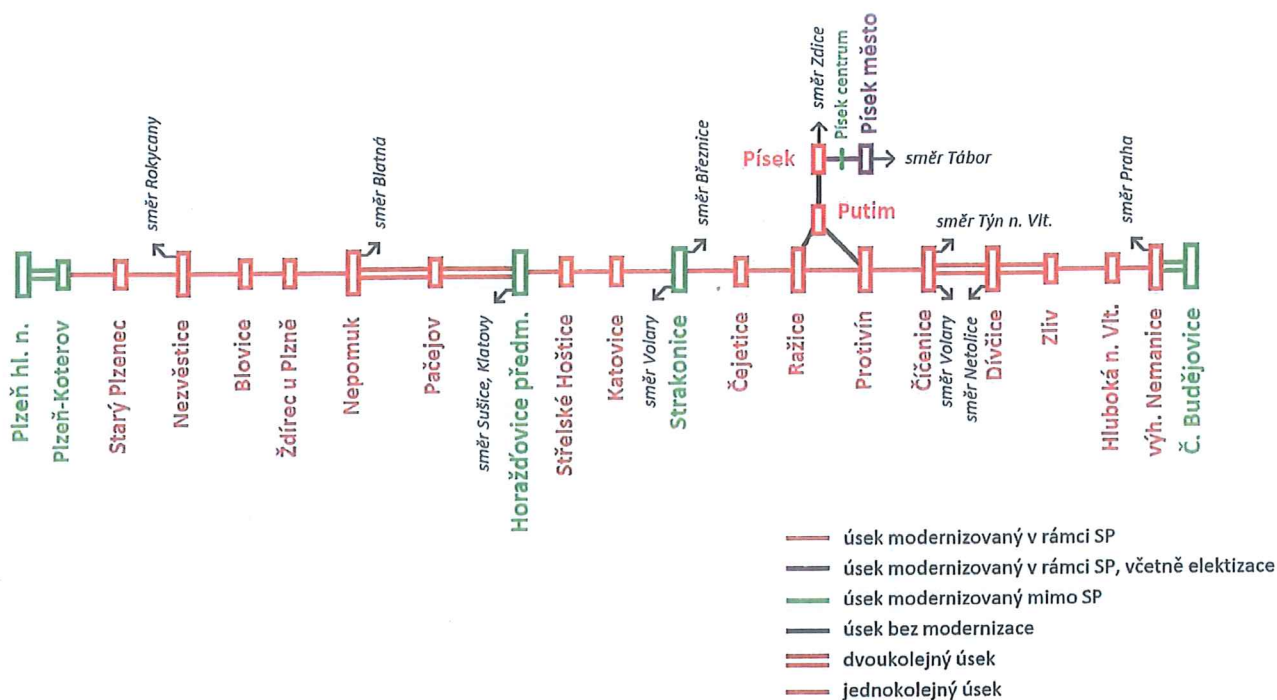 směr Zdice
Písek centrum
Písek město
Písek
směr Tábor
Putim
směr Rokycany
směr Blatná
směr Březnice
směr Týn n. Vlt.
směr Praha
Plzeň hl. n.
Plzeň-Koterov
Starý Plzenec
Nezvěstice
Blovice
Ždírec u Plzně
Nepomuk
Pačejov
směr Sušice, Klatovy
Horažďovice předm.
Střelské Hoštice
Katovice
směr Volary
Strakonice
Čejetice
Ražice
Protivín
Číčenice
směr Volary
směr Netolice
Dívčice
Zliv
Hluboká n. Vlt.
výh. Nemanice
Č. Budějovice
úsek modernizovaný v rámci SP
úsek modernizovaný v rámci SP, včetně elektizace
úsek modernizovaný mimo SP
úsek bez modernizace
dvoukolejný úsek
jednokolejný úsek